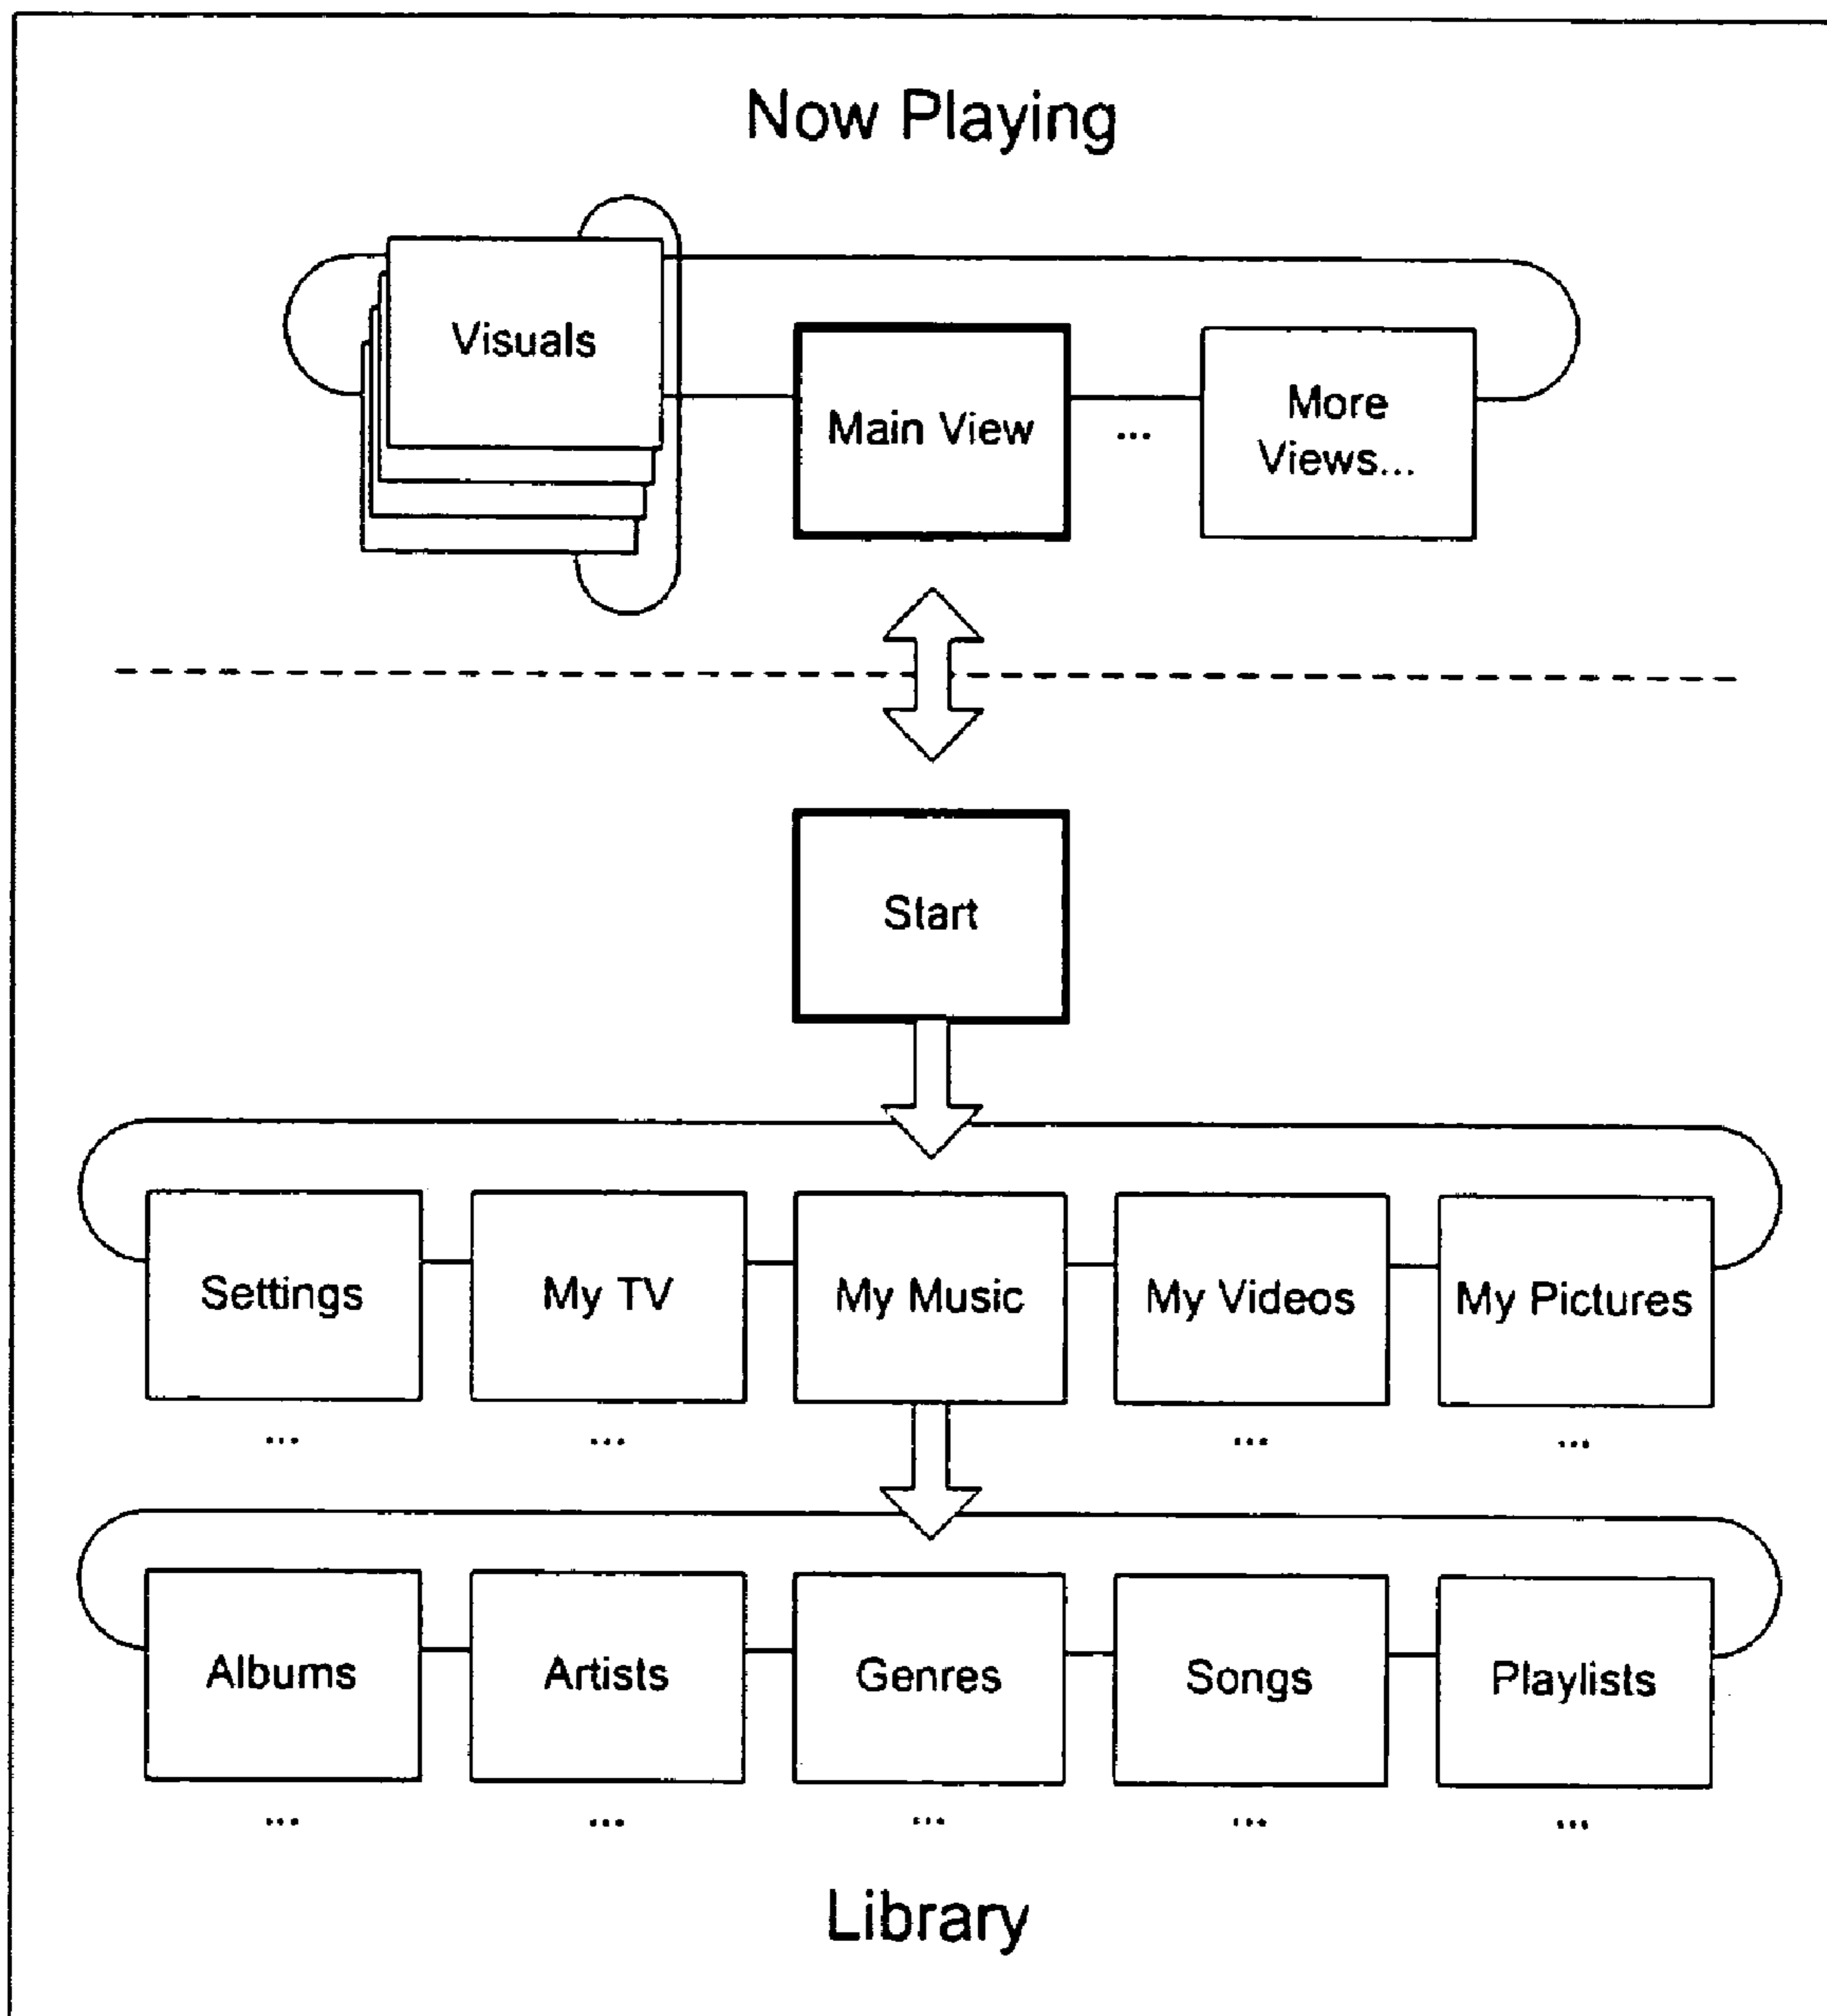 Now Playing
Visuals
Main View
...
More
Views...
Start
Settings
My TV
My Music
My Videos
My Pictures
...
...
...
...
Albums
Artists
Genres
Songs
Playlists
...
...
...
...
...
Library